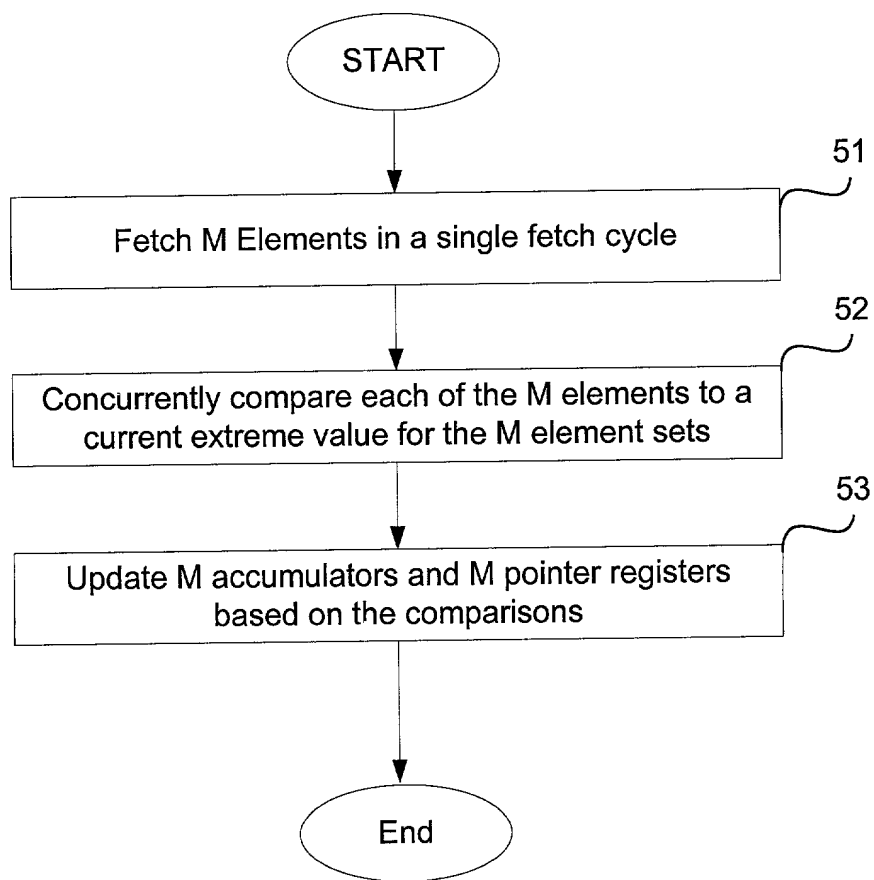 START
51
Fetch M Elements in a single fetch cycle
52
Concurrently compare each of the M elements to a
current extreme value for the M element sets
53
Update M accumulators and M pointer registers
based on the comparisons
End